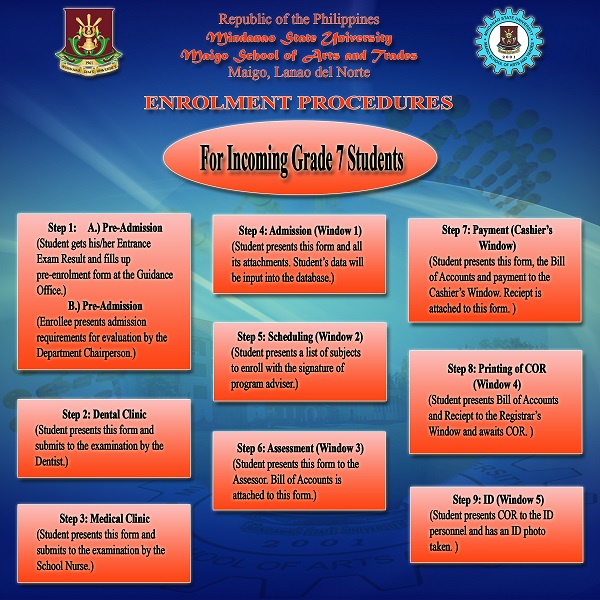 Republic of the Philippines
Mindanao State University
Maigo School of Arts and Trades
Maigo, Lanao del Norte
ENROLMENT PROCEDURES
For Incoming Grade 7 Students
Step 1: A.) Pre-Admission
(Student gets his/her Entrance
Exam Result and fills up
pre-enrolment form at the Guidance
Office.)
B.) Pre-Admission
(Enrollee presents admission
requirements for evaluation by the
Department Chairperson.)
Step 2: Dental Clinic
(Student presents this form and
submits to the examination by the
Dentist.)
Step 3: Medical Clinic
(Student presents this form and
submits to the examination by the
School Nurse.)
Step 4: Admission (Window 1)
(Student presents this form and all
its attachments. Student's data will
be input into the database.)
Step 5: Scheduling (Window 2)
(Student presents a list of subjects
to enroll with the signature of
program adviser.)
Step 6: Assessment (Window 3)
(Student presents this form to the
Assessor. Bill of Accounts is
attached to this form.)
Step 7: Payment (Cashier's
Window)
(Student presents this form, the Bill
of Accounts and payment to the
Cashier's Window. Reciept is
attached to this form. )
Step 8: Printing of COR
(Window 4)
(Student presents Bill of Accounts
and Reciept to the Registrar's
Window and awaits COR. )
Step 9: ID (Window 5)
(Student presents COR to the ID
personnel and has an ID photo
taken. )
2001